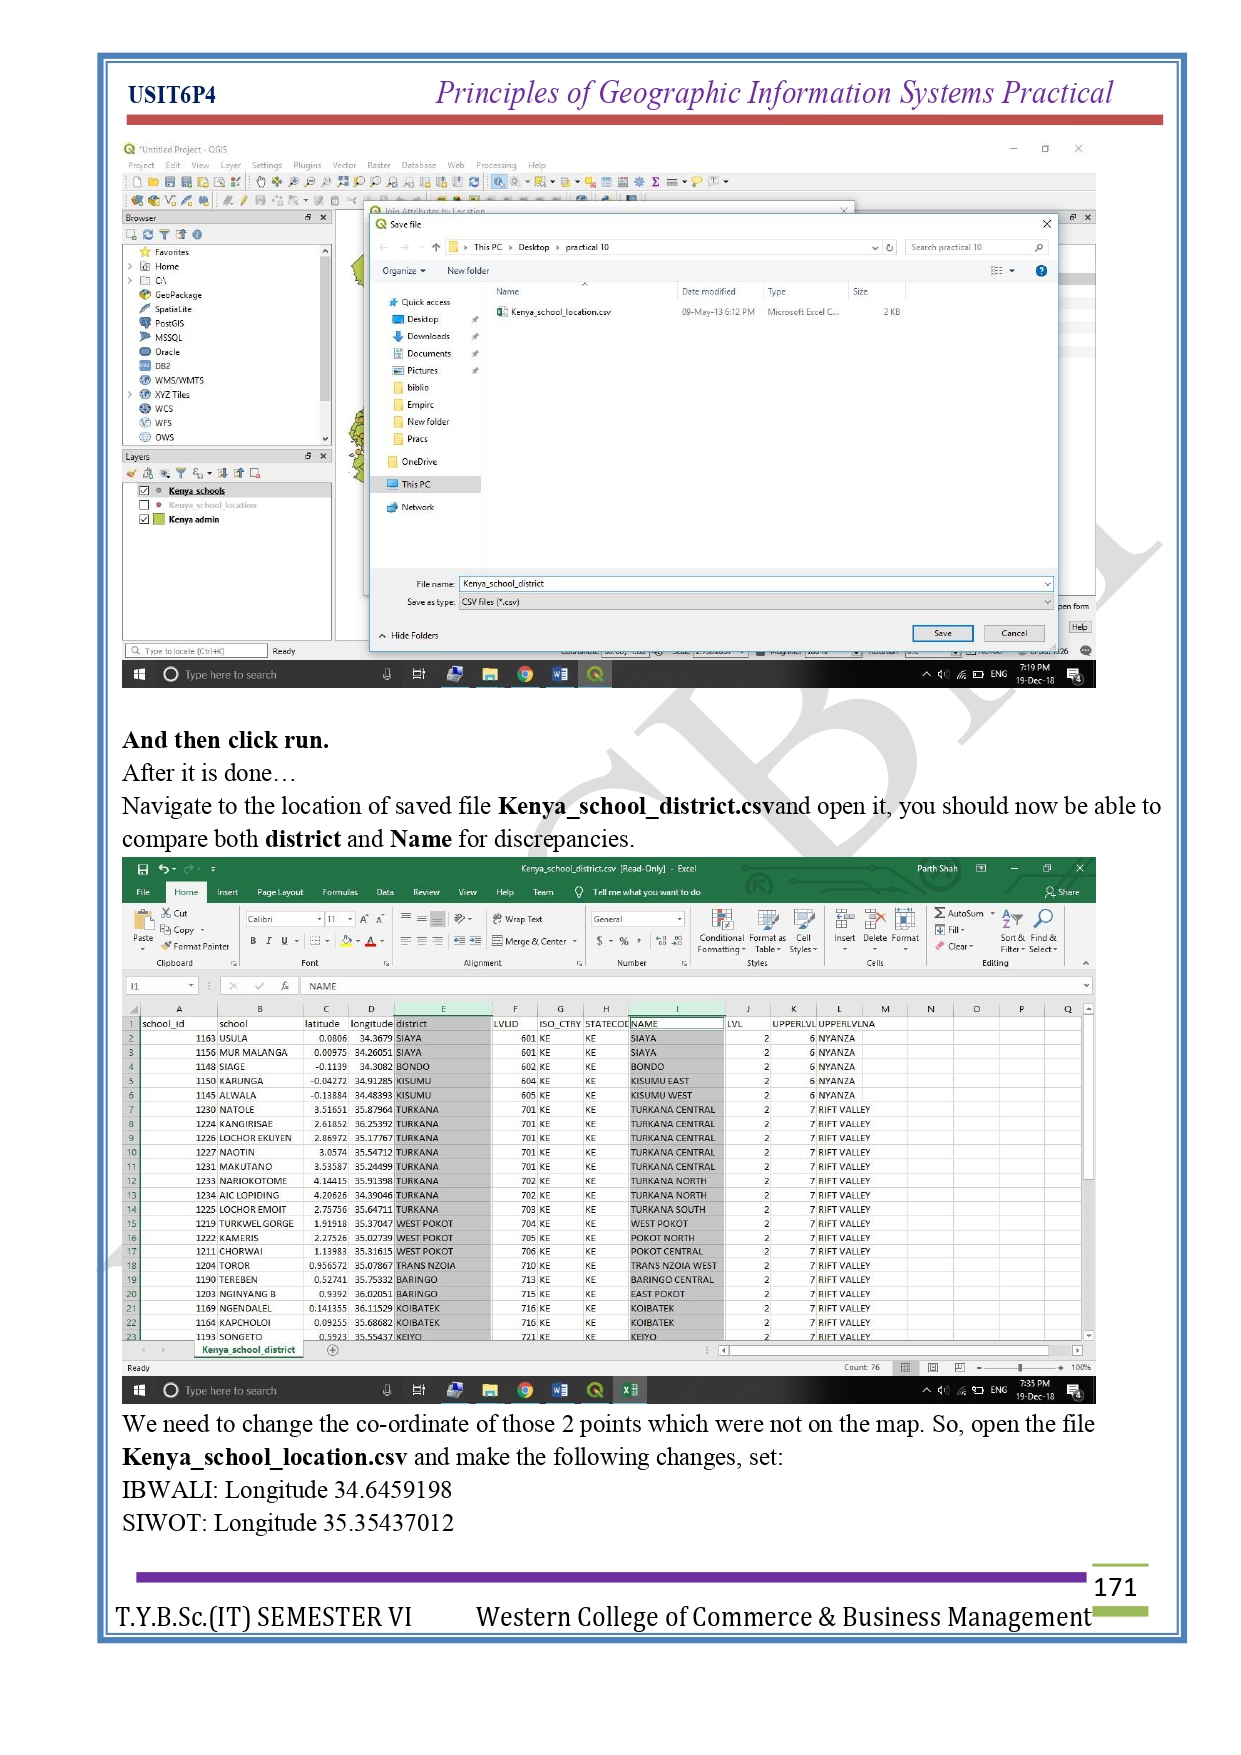 USIT6P4 Principles of Geographic Information Systems Practical
*Untitled Project - QGIS
Project Edit View Layer Settings Plugins Vector Raster Database Web Processing Help
Browser
Favorites
Home
C:\
GeoPackage
SpatiaLite
PostGIS
MSSQL
Oracle
DB2
WMS/WMTS
XYZ Tiles
WCS
WFS
OWS
Layers
Kenya schools
Kenya_school_location
Kenya admin
Join Attributes by Location
Save file
This PC > Desktop > practical 10
Search practical 10
Organize New folder
Name Date modified Type Size
Kenya_school_location.csv 09-May-13 6:12 PM Microsoft Excel C... 2 KB
Quick access
Desktop
Downloads
Documents
Pictures
biblio
Empirc
New folder
Pracs
OneDrive
This PC
Network
File name: Kenya_school_district
Save as type: CSV files (*.csv)
Hide Folders Save Cancel
pen form
Help
Type to locate (Ctrl+K) Ready
Type here to search ENG 7:19 PM
19-Dec-18
And then click run.
After it is done…
Navigate to the location of saved file Kenya_school_district.csvand open it, you should now be able to
compare both district and Name for discrepancies.
Kenya_school_district.csv [Read-Only] - Excel Parth Shah
File Home Insert Page Layout Formulas Data Review View Help Team Tell me what you want to do Share
Cut
Copy
Format Painter
Paste
Calibri 11
B I U
Wrap Text
Merge & Center
General
$ % ,
Conditional Formatting Format as Table Cell Styles
Insert Delete Format
AutoSum
Fill
Clear
Sort & Filter Find & Select
Clipboard Font Alignment Number Styles Cells Editing
I1 fx NAME
A B C D E F G H I J K L M N O P Q
1 school_id school latitude longitude district LVLID ISO_CTRY STATECOE NAME LVL UPPERLVL UPPERLVLNA
2 1163 USULA 0.0806 34.3679 SIAYA 601 KE KE SIAYA 2 6 NYANZA
3 1156 MUR MALANGA 0.00975 34.26051 SIAYA 601 KE KE SIAYA 2 6 NYANZA
4 1148 SIAGE -0.1139 34.3082 BONDO 602 KE KE BONDO 2 6 NYANZA
5 1150 KARUNGA -0.04272 34.91285 KISUMU 604 KE KE KISUMU EAST 2 6 NYANZA
6 1145 ALWALA -0.13884 34.48393 KISUMU 605 KE KE KISUMU WEST 2 6 NYANZA
7 1230 NATOLE 3.51651 35.87964 TURKANA 701 KE KE TURKANA CENTRAL 2 7 RIFT VALLEY
8 1224 KANGIRISAE 2.61852 36.25392 TURKANA 701 KE KE TURKANA CENTRAL 2 7 RIFT VALLEY
9 1226 LOCHOR EKUYEN 2.86972 35.17767 TURKANA 701 KE KE TURKANA CENTRAL 2 7 RIFT VALLEY
10 1227 NAOTIN 3.0574 35.54712 TURKANA 701 KE KE TURKANA CENTRAL 2 7 RIFT VALLEY
11 1231 MAKUTANO 3.53587 35.24499 TURKANA 701 KE KE TURKANA CENTRAL 2 7 RIFT VALLEY
12 1233 NARIOKOTOME 4.14415 35.91398 TURKANA 702 KE KE TURKANA NORTH 2 7 RIFT VALLEY
13 1234 AIC LOPIDING 4.20626 34.39046 TURKANA 702 KE KE TURKANA NORTH 2 7 RIFT VALLEY
14 1225 LOCHOR EMOIT 2.75756 35.64711 TURKANA 703 KE KE TURKANA SOUTH 2 7 RIFT VALLEY
15 1219 TURKWEL GORGE 1.91918 35.37047 WEST POKOT 704 KE KE WEST POKOT 2 7 RIFT VALLEY
16 1222 KAMERIS 2.27526 35.02739 WEST POKOT 705 KE KE POKOT NORTH 2 7 RIFT VALLEY
17 1211 CHORWAI 1.13983 35.31615 WEST POKOT 706 KE KE POKOT CENTRAL 2 7 RIFT VALLEY
18 1204 TOROR 0.956572 35.07867 TRANS NZOIA 710 KE KE TRANS NZOIA WEST 2 7 RIFT VALLEY
19 1190 TEREBEN 0.52741 35.75332 BARINGO 713 KE KE BARINGO CENTRAL 2 7 RIFT VALLEY
20 1203 NGINYANG B 0.9392 36.02051 BARINGO 715 KE KE EAST POKOT 2 7 RIFT VALLEY
21 1169 NGENDALEL 0.141355 36.11529 KOIBATEK 716 KE KE KOIBATEK 2 7 RIFT VALLEY
22 1164 KAPCHOLOI 0.09255 35.68682 KOIBATEK 716 KE KE KOIBATEK 2 7 RIFT VALLEY
23 1193 SONGETO 0.5923 35.55437 KEIYO 721 KE KE KEIYO 2 7 RIFT VALLEY
Kenya_school_district
Ready Count: 76 100%
Type here to search ENG 7:35 PM
19-Dec-18
We need to change the co-ordinate of those 2 points which were not on the map. So, open the file
Kenya_school_location.csv and make the following changes, set:
IBWALI: Longitude 34.6459198
SIWOT: Longitude 35.35437012
171
T.Y.B.Sc.(IT) SEMESTER VI Western College of Commerce & Business Management